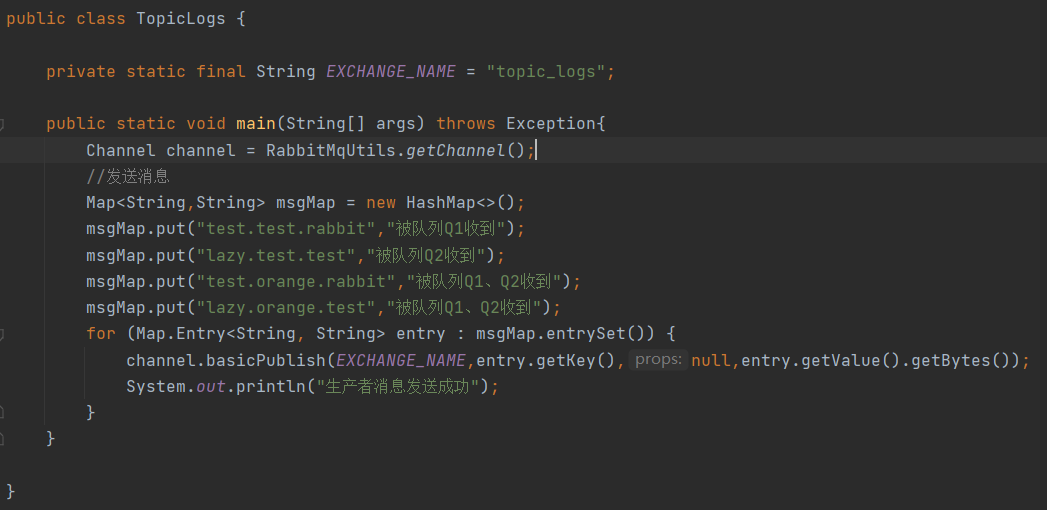 public class TopicLogs {
private static final String EXCHANGE_NAME = "topic_logs";
public static void main(String[] args) throws Exception{
Channel channel = RabbitMqUtils.getChannel();
//发送消息
Map<String,String> msgMap = new HashMap<>();
msgMap.put("test.test.rabbit","被队列Q1收到");
msgMap.put("lazy.test.test","被队列Q2收到");
msgMap.put("test.orange.rabbit","被队列Q1、Q2收到");
msgMap.put("lazy.orange.test","被队列Q1、Q2收到");
for (Map.Entry<String, String> entry : msgMap.entrySet()) {
channel.basicPublish(EXCHANGE_NAME,entry.getKey(), props: null,entry.getValue().getBytes());
System.out.println("生产者消息发送成功");
}
}
}